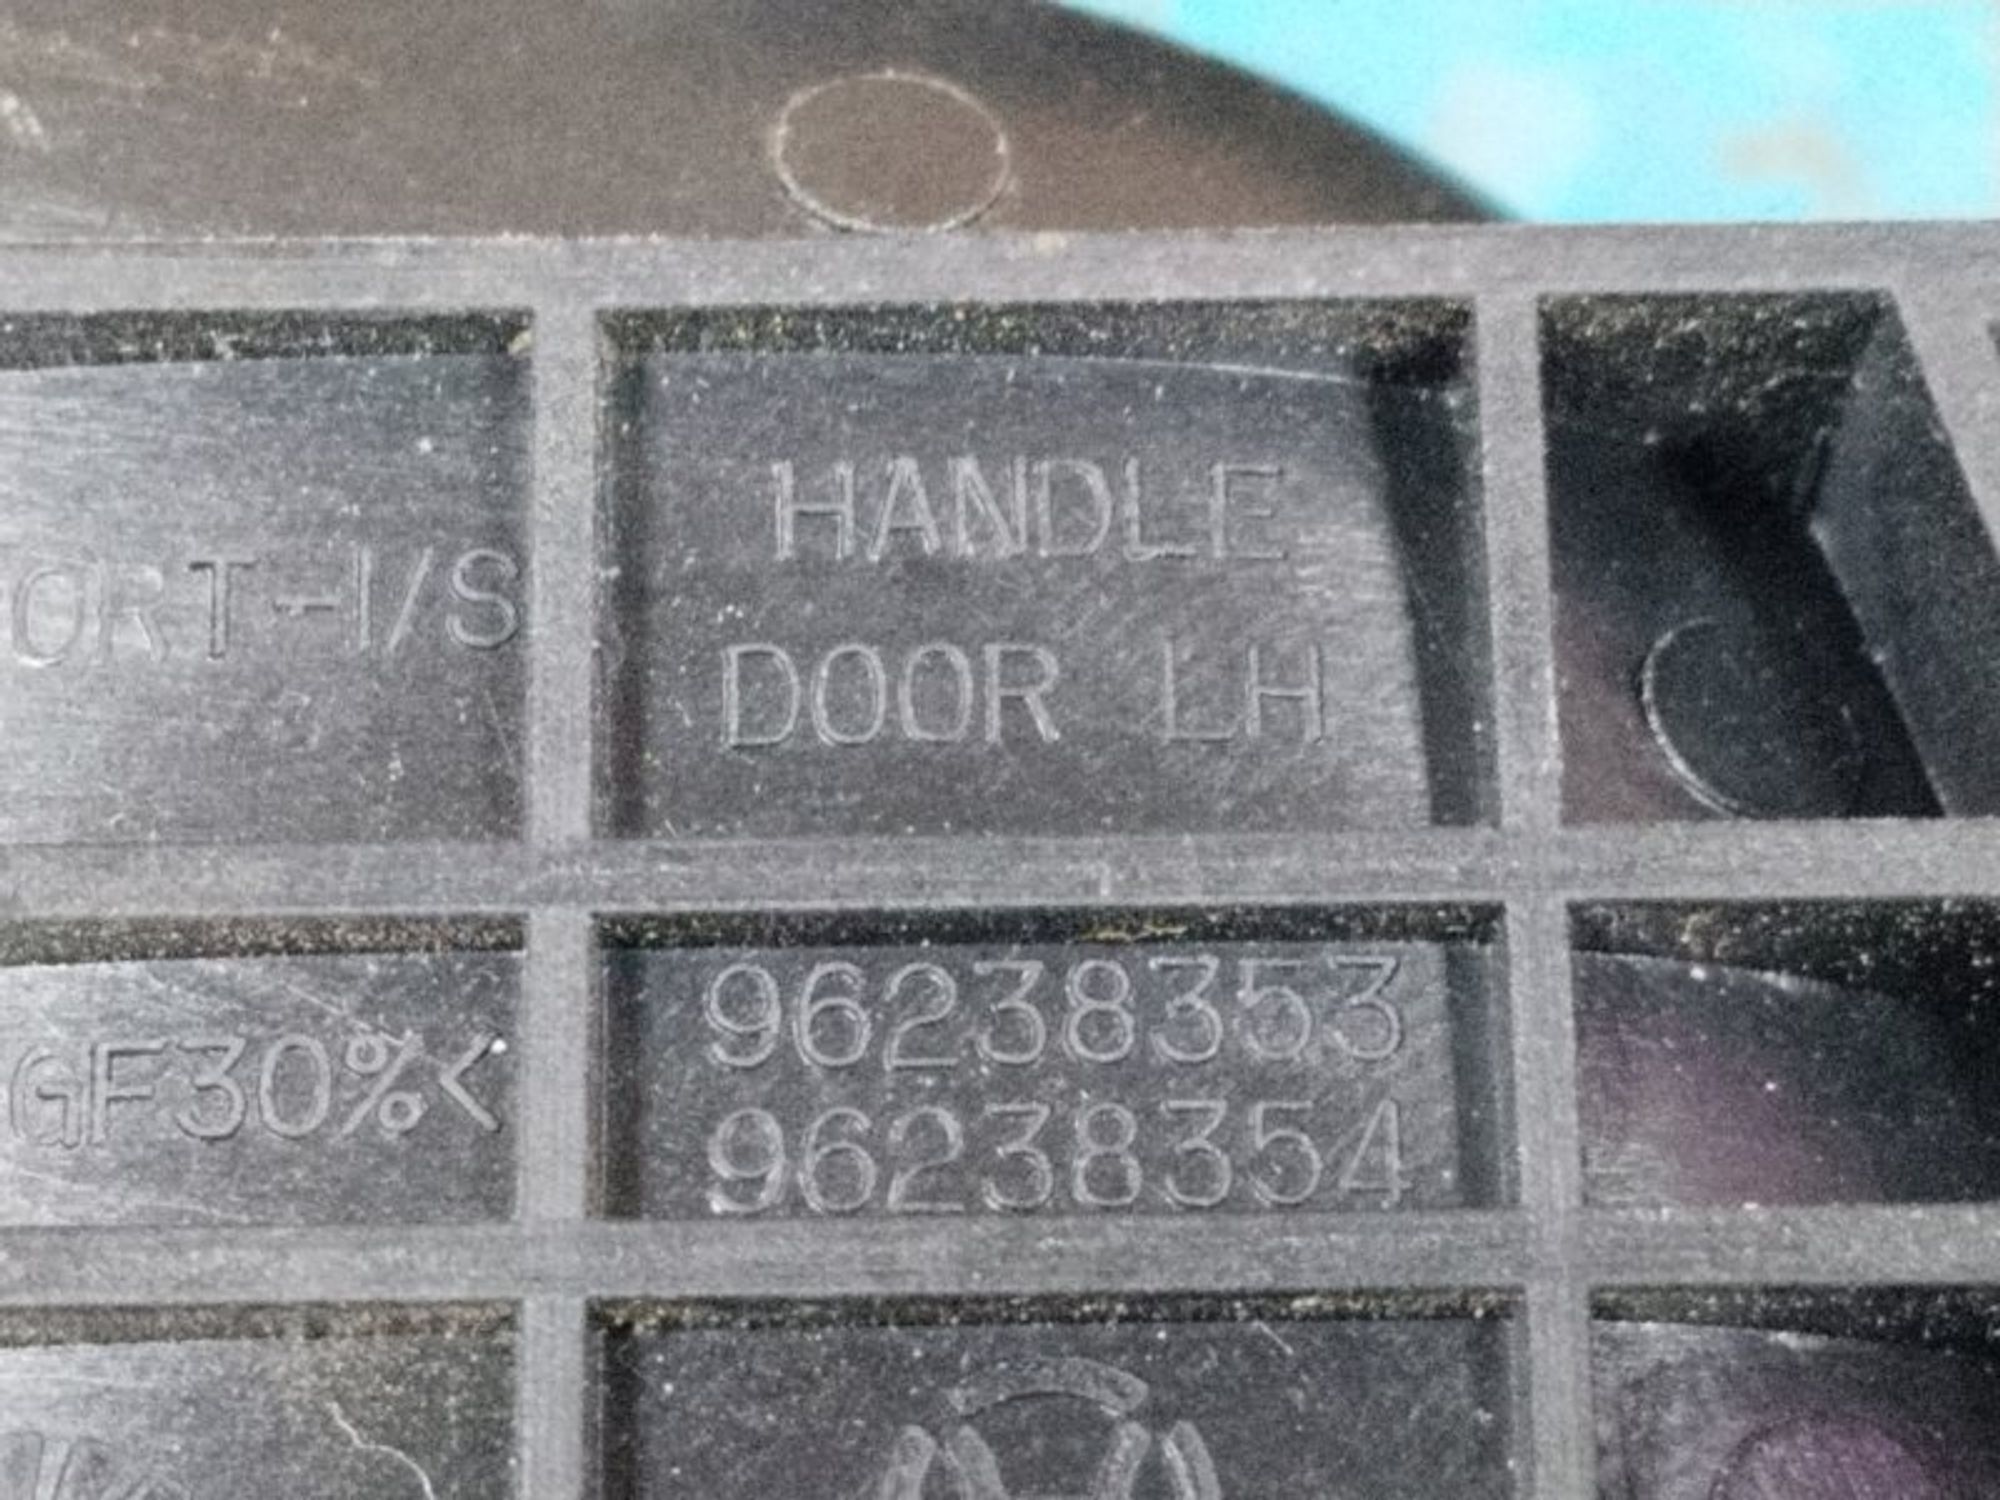 ORT-I/S
HANDLE
DOOR LH
GF30%<
96238353
96238354